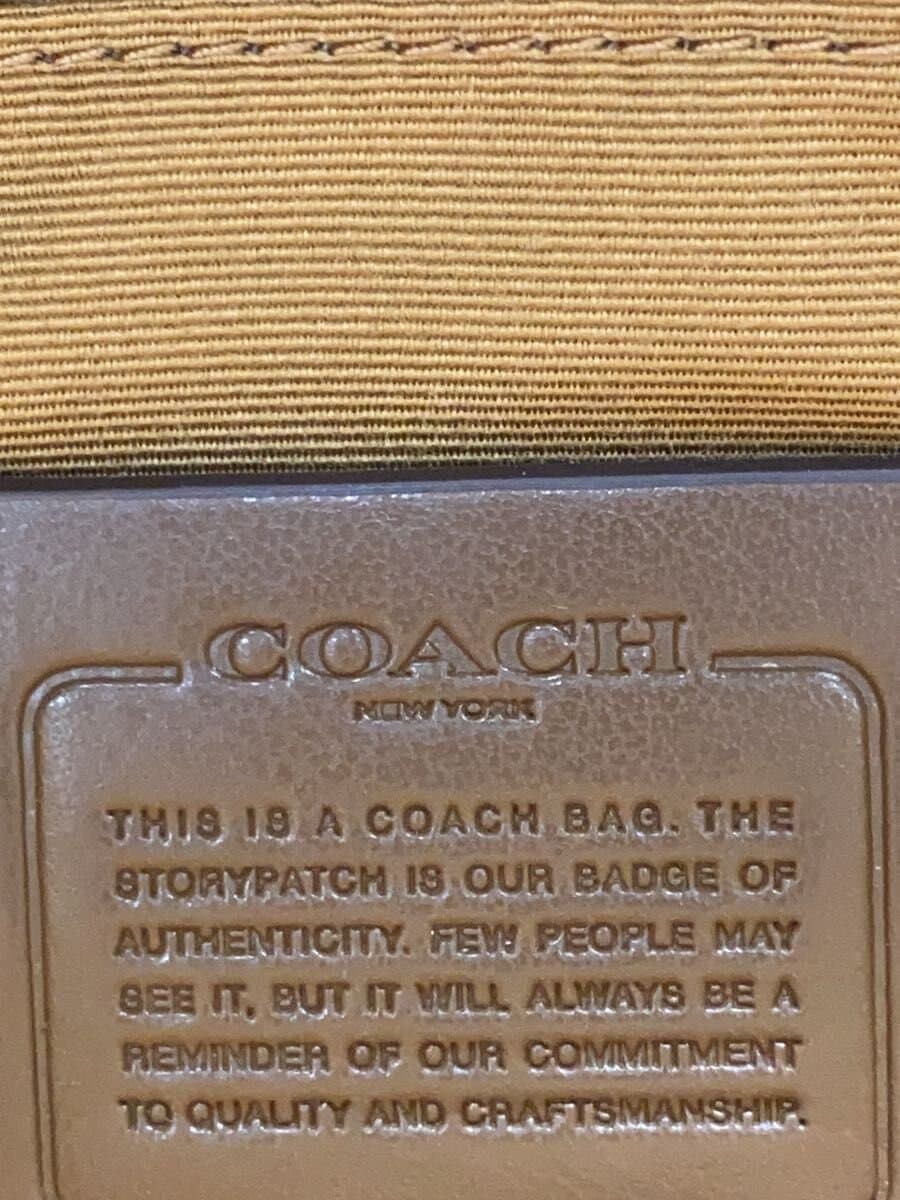 COACH
NEW YORK
THIS IS A COACH BAG. THE
STORYPATCH IS OUR BADGE OF
AUTHENTICITY. FEW PEOPLE MAY
SEE IT, BUT IT WILL ALWAYS BE A
REMINDER OF OUR COMMITMENT
TO QUALITY AND CRAFTSMANSHIP.